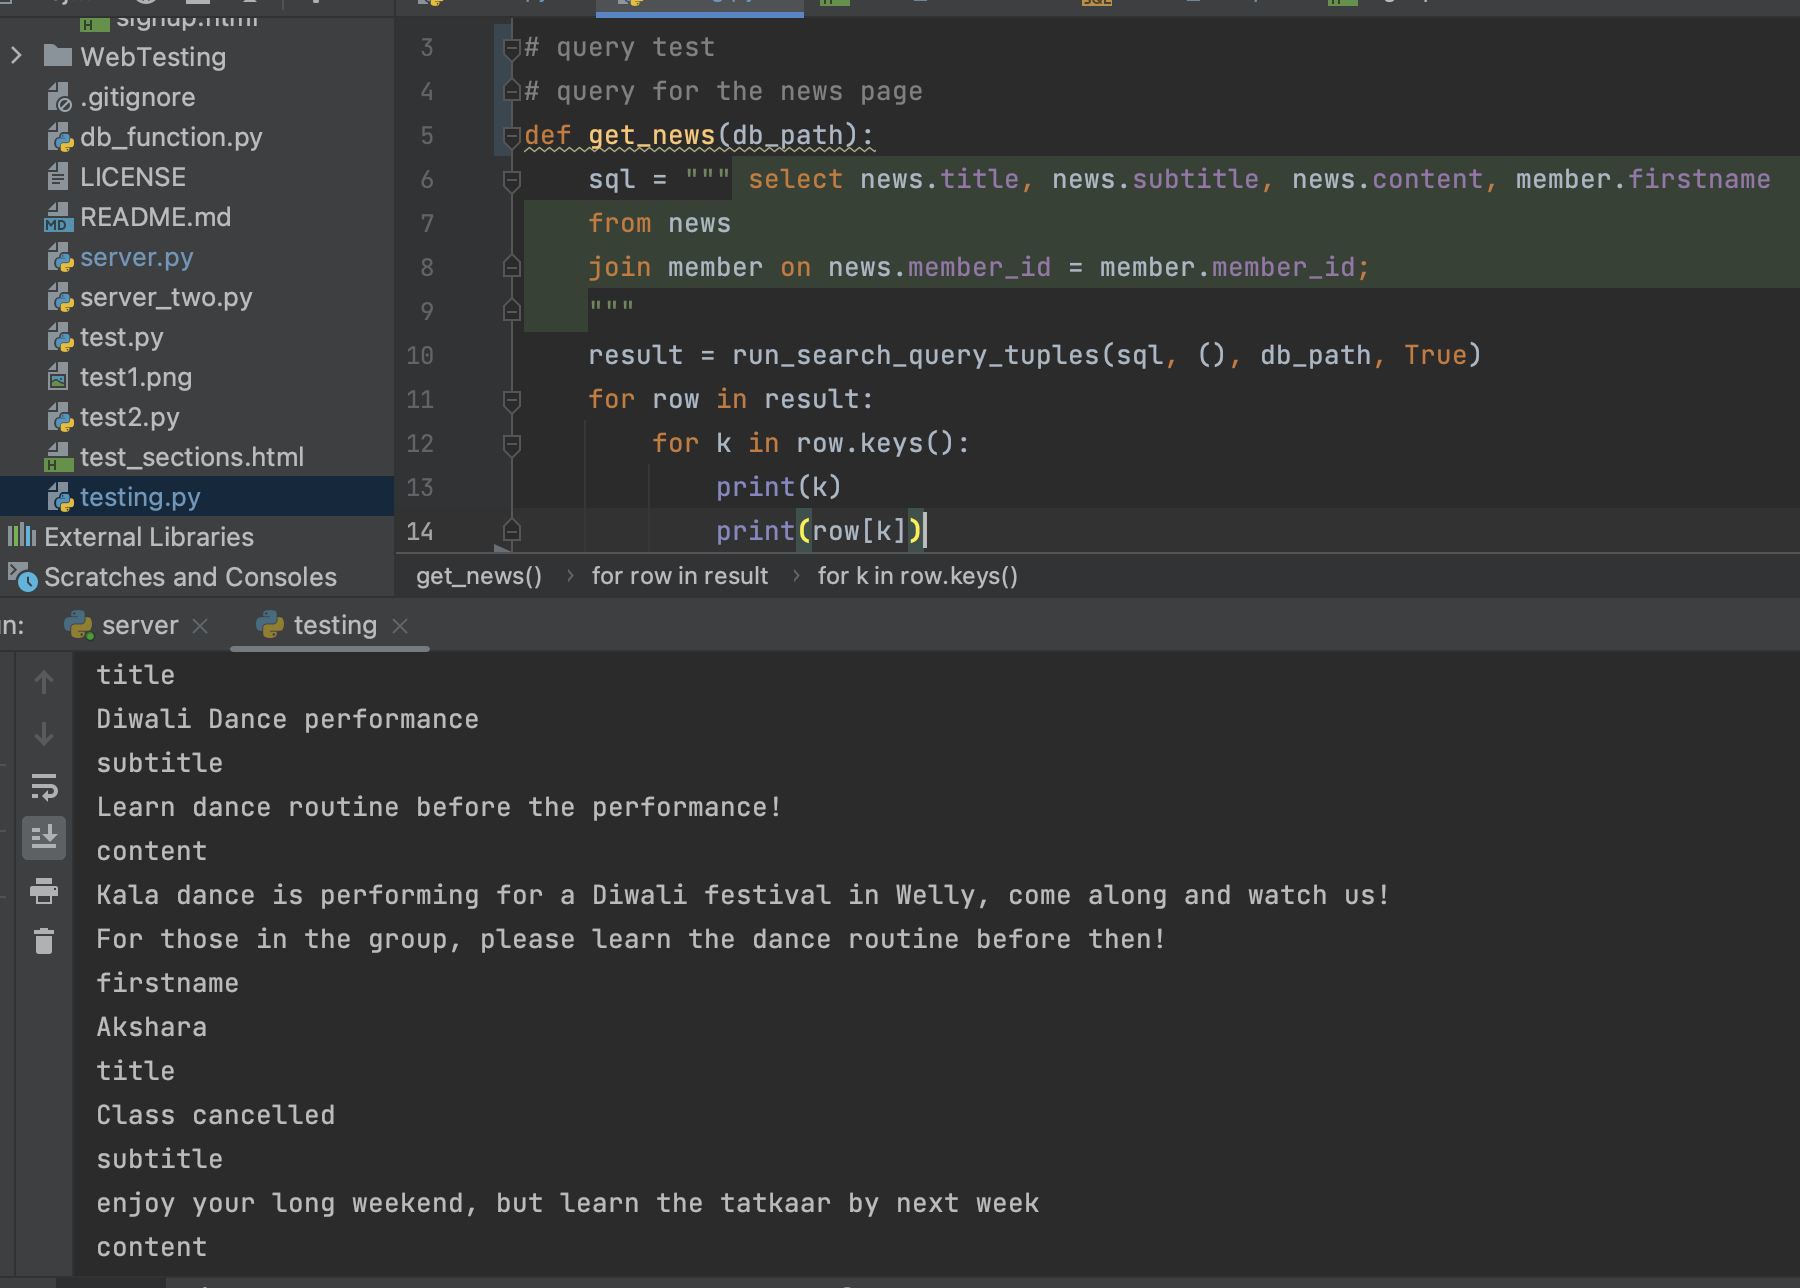 signup.html
WebTesting
.gitignore
db_function.py
LICENSE
README.md
server.py
server_two.py
test.py
test1.png
test2.py
test_sections.html
testing.py
External Libraries
Scratches and Consoles
3 # query test
4 # query for the news page
5 def get_news(db_path):
6 sql = """ select news.title, news.subtitle, news.content, member.firstname
7 from news
8 join member on news.member_id = member.member_id;
9 """
10 result = run_search_query_tuples(sql, (), db_path, True)
11 for row in result:
12 for k in row.keys():
13 print(k)
14 print(row[k])
get_news() › for row in result › for k in row.keys()
server testing
title
Diwali Dance performance
subtitle
Learn dance routine before the performance!
content
Kala dance is performing for a Diwali festival in Welly, come along and watch us!
For those in the group, please learn the dance routine before then!
firstname
Akshara
title
Class cancelled
subtitle
enjoy your long weekend, but learn the tatkaar by next week
content